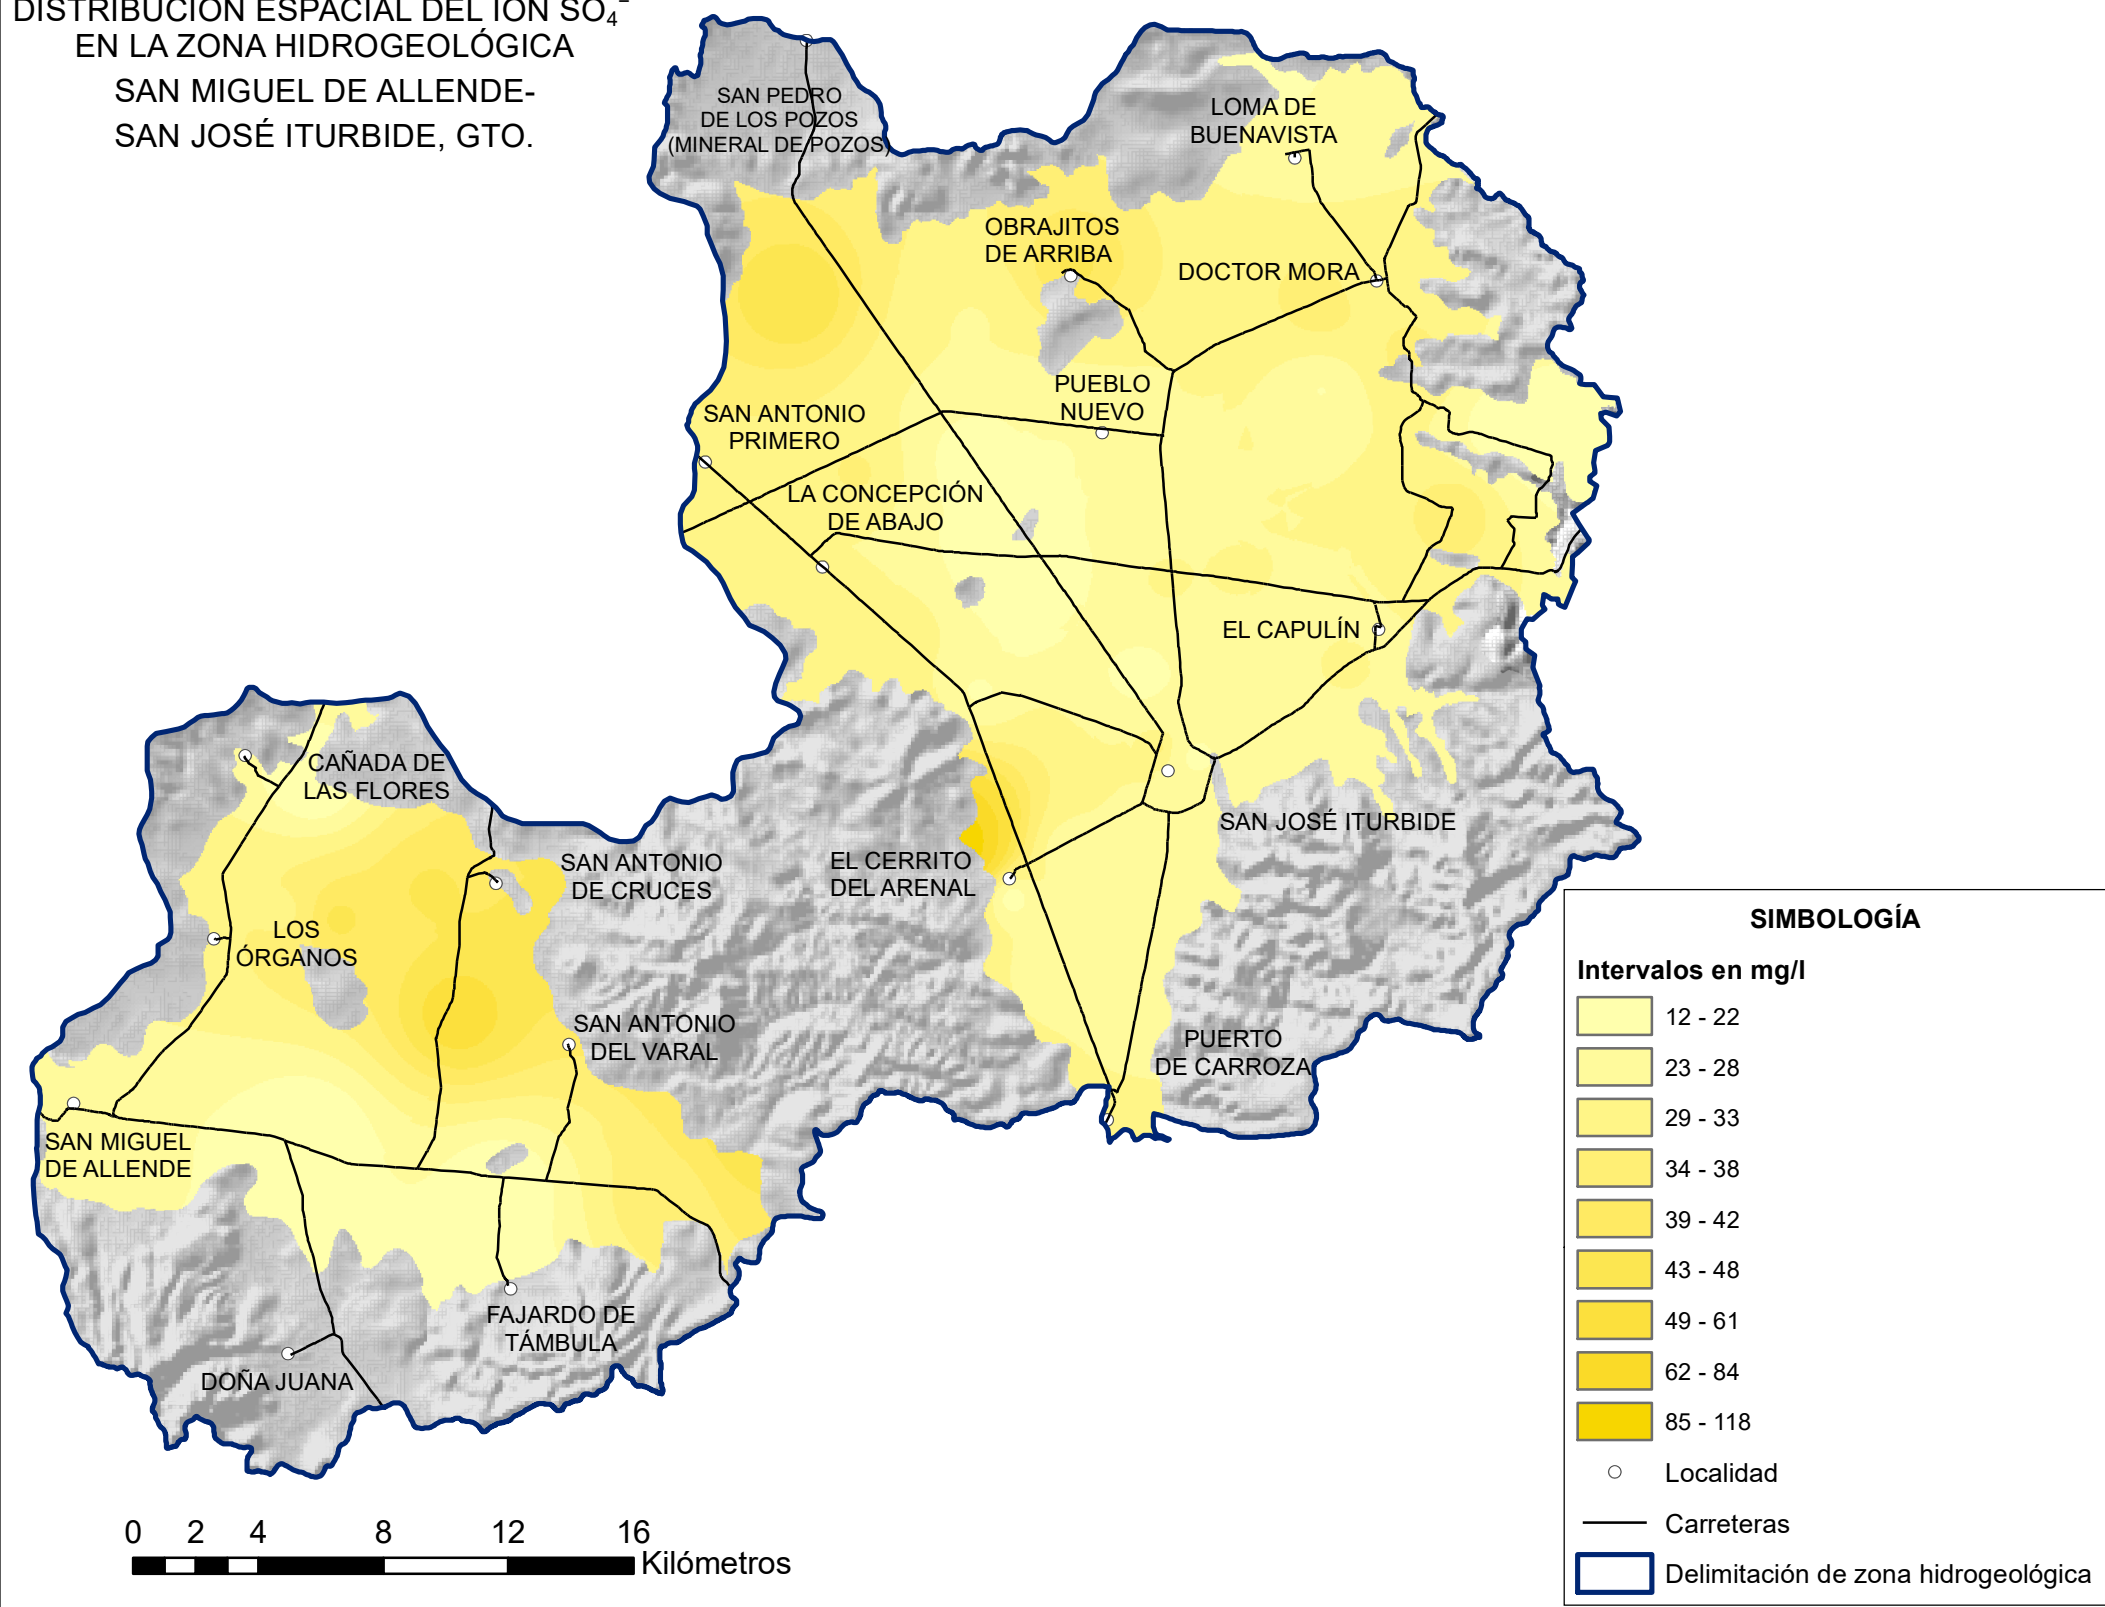 DISTRIBUCIÓN ESPACIAL DEL IÓN SO₄⁻
EN LA ZONA HIDROGEOLÓGICA
SAN MIGUEL DE ALLENDE-
SAN JOSÉ ITURBIDE, GTO.
SAN PEDRO
DE LOS POZOS
(MINERAL DE POZOS)
LOMA DE
BUENAVISTA
OBRAJITOS
DE ARRIBA
DOCTOR MORA
PUEBLO
NUEVO
SAN ANTONIO
PRIMERO
LA CONCEPCIÓN
DE ABAJO
EL CAPULÍN
CAÑADA DE
LAS FLORES
SAN JOSÉ ITURBIDE
SAN ANTONIO
DE CRUCES
EL CERRITO
DEL ARENAL
LOS
ÓRGANOS
SAN ANTONIO
DEL VARAL
PUERTO
DE CARROZA
SAN MIGUEL
DE ALLENDE
FAJARDO DE
TÁMBULA
DOÑA JUANA
0 2 4 8 12 16
Kilómetros
SIMBOLOGÍA
Intervalos en mg/l
12 - 22
23 - 28
29 - 33
34 - 38
39 - 42
43 - 48
49 - 61
62 - 84
85 - 118
Localidad
Carreteras
Delimitación de zona hidrogeológica